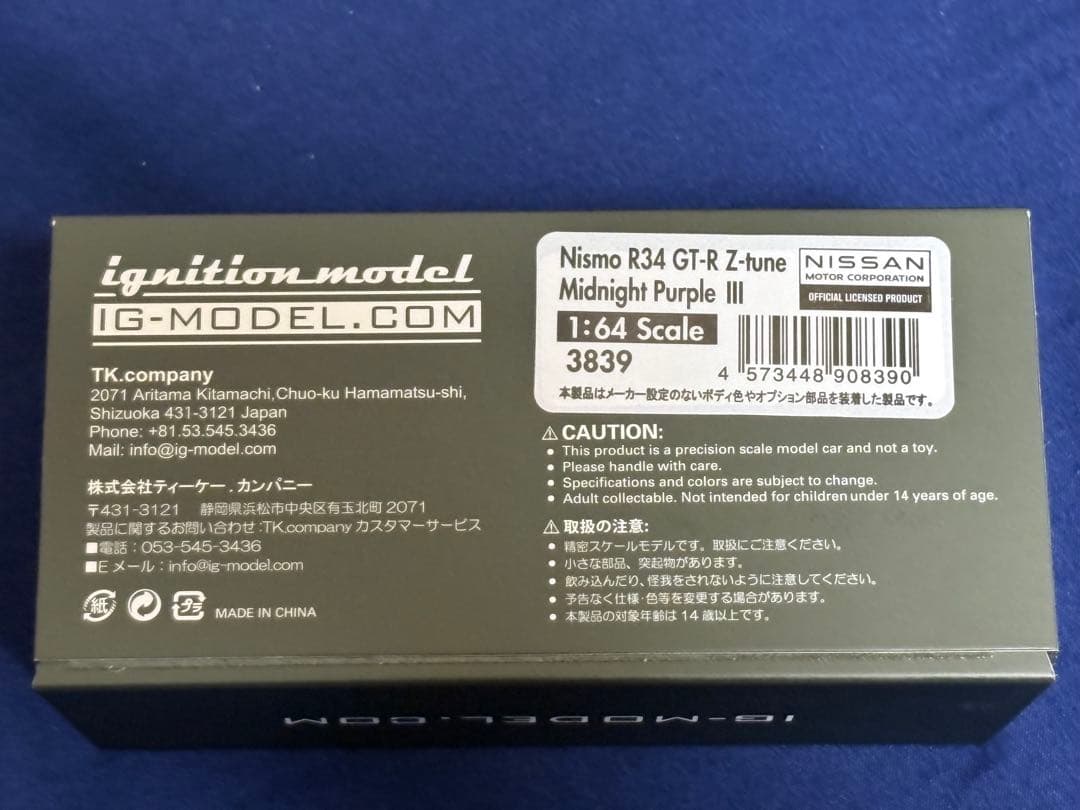 ignition model
IG-MODEL.COM
TK.company
2071 Aritama Kitamachi,Chuo-ku Hamamatsu-shi,
Shizuoka 431-3121 Japan
Phone: +81.53.545.3436
Mail: info@ig-model.com
株式会社ティーケー.カンパニー
〒431-3121 静岡県浜松市中央区有玉北町 2071
製品に関するお問い合わせ:TK.company カスタマーサービス
■電話：053-545-3436
■E メール：info@ig-model.com
紙
プラ
MADE IN CHINA
Nismo R34 GT-R Z-tune
Midnight Purple III
1:64 Scale
3839
NISSAN
MOTOR CORPORATION
OFFICIAL LICENSED PRODUCT
4 573448 908390
本製品はメーカー設定のないボディ色やオプション部品を装着した製品です。
⚠ CAUTION:
• This product is a precision scale model car and not a toy.
• Please handle with care.
• Specifications and colors are subject to change.
• Adult collectable. Not intended for children under 14 years of age.
⚠ 取扱の注意:
• 精密スケールモデルです。取扱にご注意ください。
• 小さな部品、突起物があります。
• 飲み込んだり、怪我をされないように注意してください。
• 予告なく仕様・色等を変更する場合があります。
• 本製品の対象年齢は 14 歳以上です。
IG-MODEL.COM